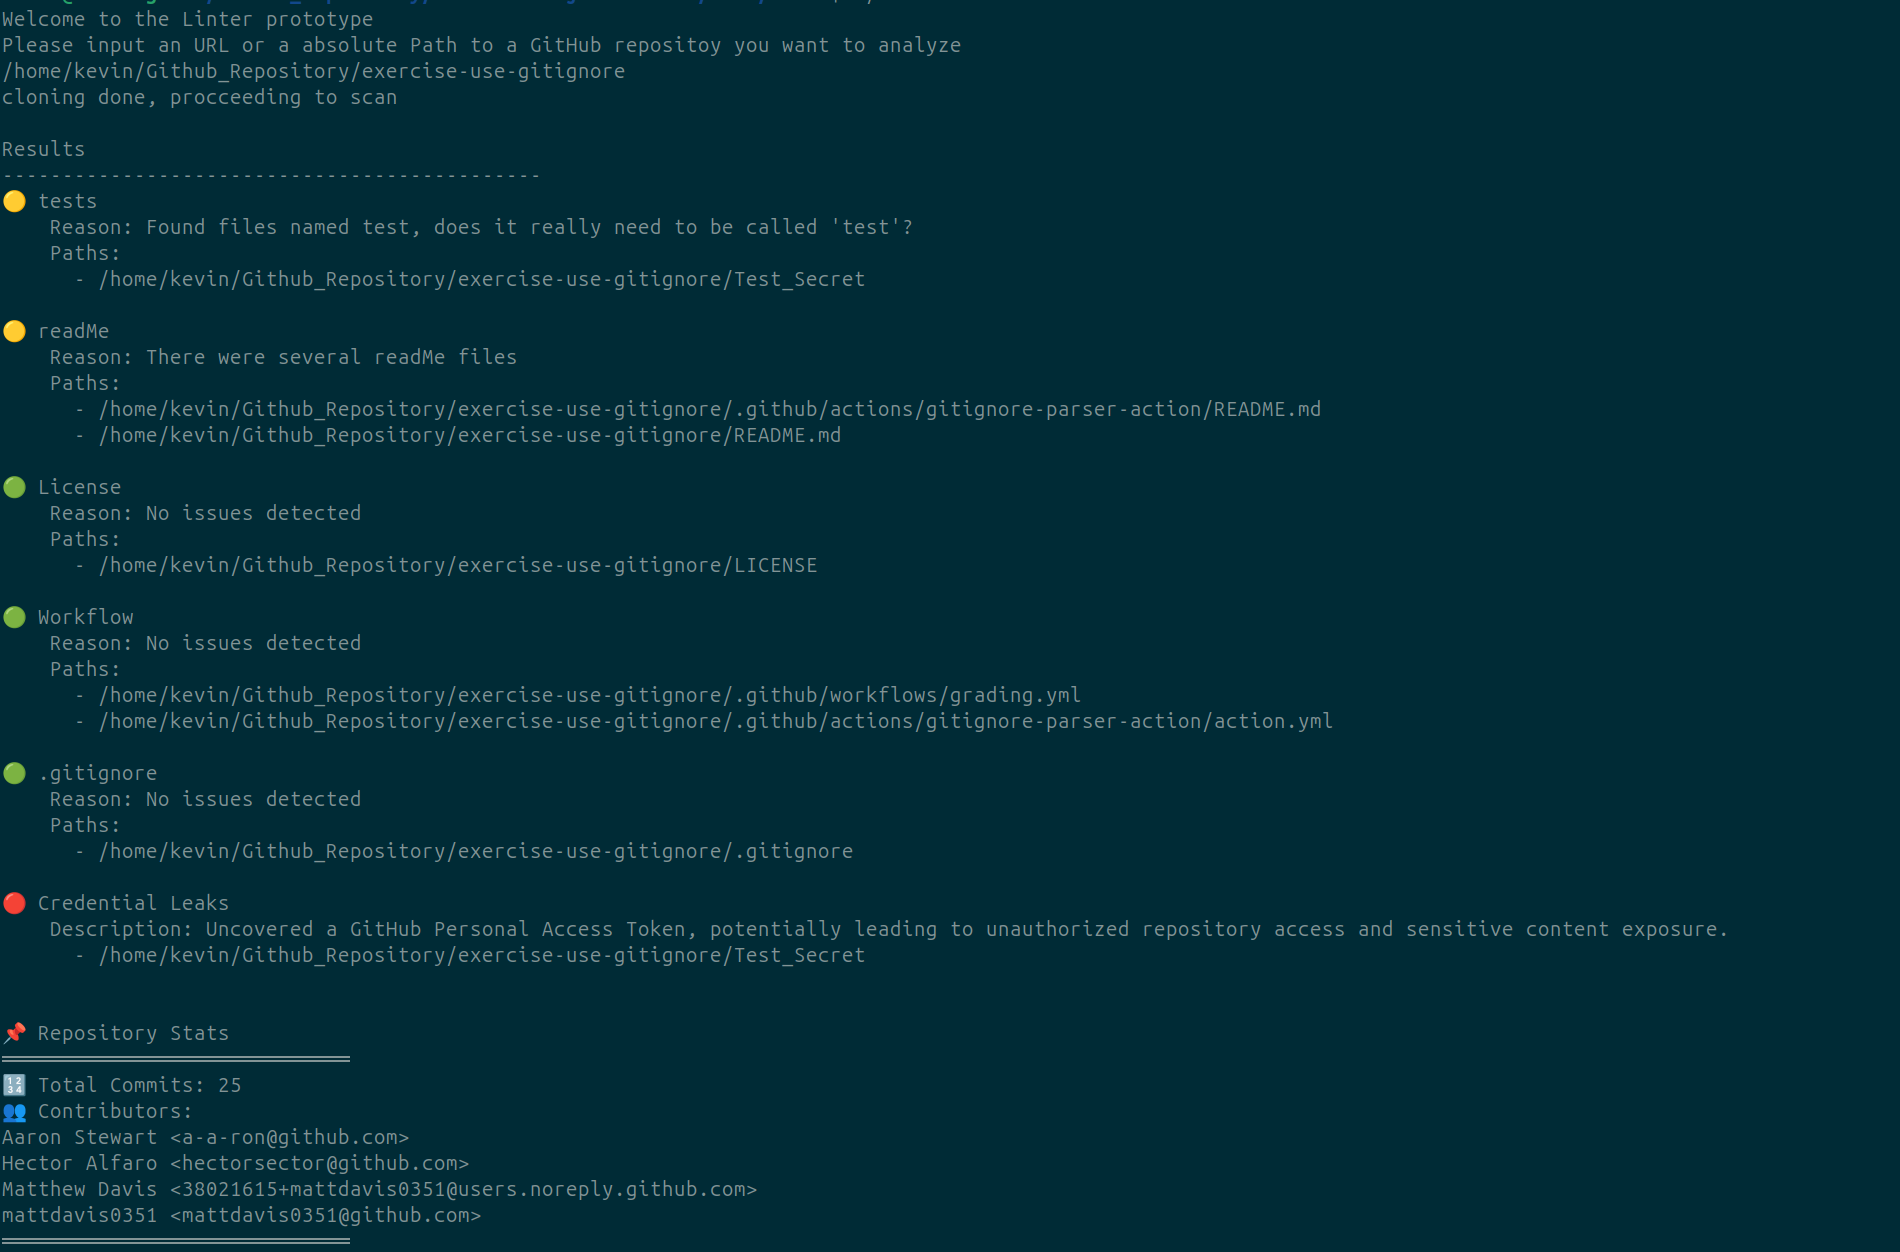 Welcome to the Linter prototype
Please input an URL or a absolute Path to a GitHub repositoy you want to analyze
/home/kevin/Github_Repository/exercise-use-gitignore
cloning done, procceeding to scan
Results
---------------------------------------------
🟡 tests
Reason: Found files named test, does it really need to be called 'test'?
Paths:
- /home/kevin/Github_Repository/exercise-use-gitignore/Test_Secret
🟡 readMe
Reason: There were several readMe files
Paths:
- /home/kevin/Github_Repository/exercise-use-gitignore/.github/actions/gitignore-parser-action/README.md
- /home/kevin/Github_Repository/exercise-use-gitignore/README.md
🟢 License
Reason: No issues detected
Paths:
- /home/kevin/Github_Repository/exercise-use-gitignore/LICENSE
🟢 Workflow
Reason: No issues detected
Paths:
- /home/kevin/Github_Repository/exercise-use-gitignore/.github/workflows/grading.yml
- /home/kevin/Github_Repository/exercise-use-gitignore/.github/actions/gitignore-parser-action/action.yml
🟢 .gitignore
Reason: No issues detected
Paths:
- /home/kevin/Github_Repository/exercise-use-gitignore/.gitignore
🔴 Credential Leaks
Description: Uncovered a GitHub Personal Access Token, potentially leading to unauthorized repository access and sensitive content exposure.
- /home/kevin/Github_Repository/exercise-use-gitignore/Test_Secret
📌 Repository Stats
═════════════════════════════
🔢 Total Commits: 25
👥 Contributors:
Aaron Stewart <a-a-ron@github.com>
Hector Alfaro <hectorsector@github.com>
Matthew Davis <38021615+mattdavis0351@users.noreply.github.com>
mattdavis0351 <mattdavis0351@github.com>
═════════════════════════════